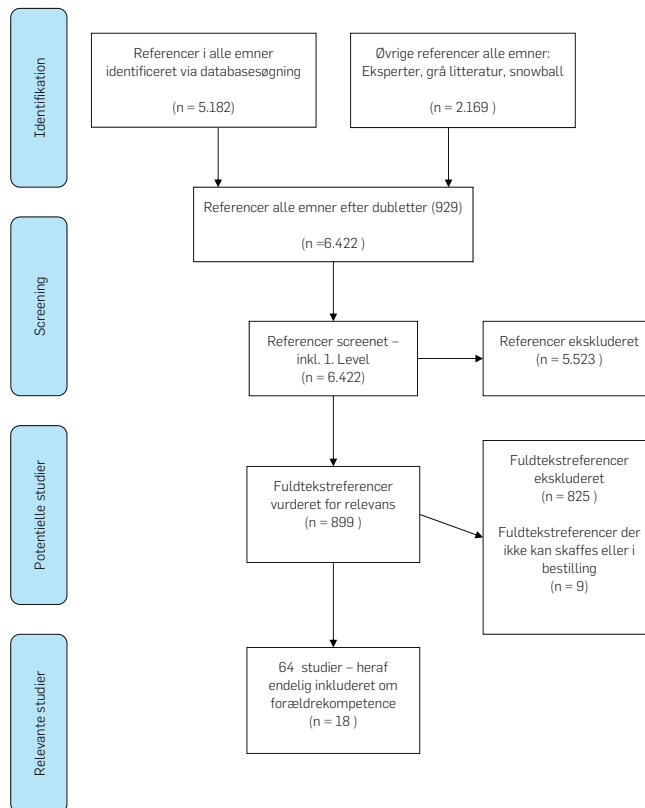 Identifikation
Referencer i alle emner
identificeret via databasesøgning
(n = 5.182)
Øvrige referencer alle emner:
Eksperter, grå litteratur, snowball
(n = 2.169 )
Referencer alle emner efter dubletter (929)
(n =6.422 )
Screening
Referencer screenet –
inkl. 1. Level
(n = 6.422)
Referencer ekskluderet
(n = 5.523 )
Potentielle studier
Fuldtekstreferencer
vurderet for relevans
(n = 899 )
Fuldtekstreferencer
ekskluderet
(n = 825 )
Fuldtekstreferencer der
ikke kan skaffes eller i
bestilling
(n = 9)
Relevante studier
64 studier – heraf
endelig inkluderet om
forældrekompetence
(n = 18 )